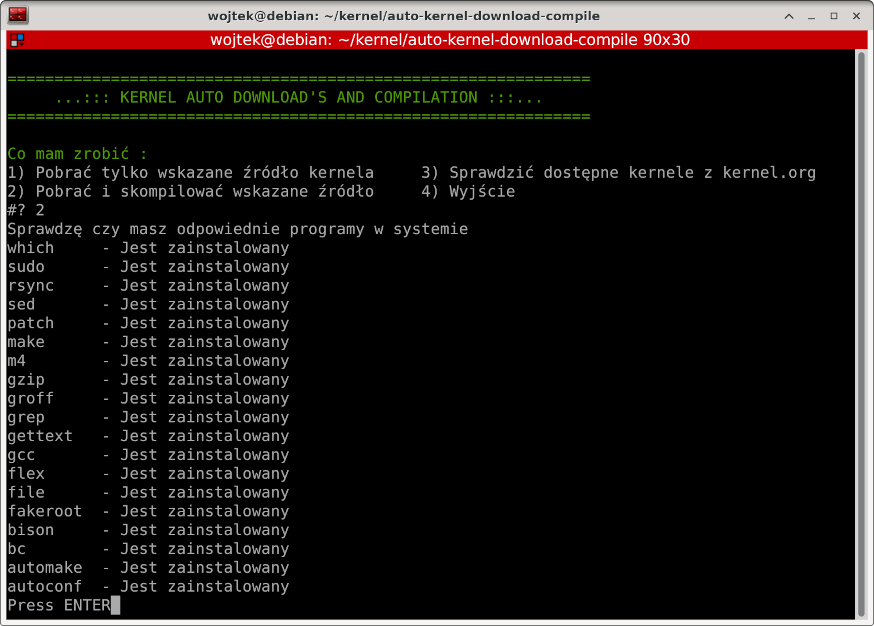 wojtek@debian: ~/kernel/auto-kernel-download-compile
wojtek@debian: ~/kernel/auto-kernel-download-compile 90x30
==============================================================
...::: KERNEL AUTO DOWNLOAD'S AND COMPILATION :::...
==============================================================
Co mam zrobić :
1) Pobrać tylko wskazane źródło kernela     3) Sprawdzić dostępne kernele z kernel.org
2) Pobrać i skompilować wskazane źródło     4) Wyjście
#? 2
Sprawdzę czy masz odpowiednie programy w systemie
which     - Jest zainstalowany
sudo      - Jest zainstalowany
rsync     - Jest zainstalowany
sed       - Jest zainstalowany
patch     - Jest zainstalowany
make      - Jest zainstalowany
m4        - Jest zainstalowany
gzip      - Jest zainstalowany
groff     - Jest zainstalowany
grep      - Jest zainstalowany
gettext   - Jest zainstalowany
gcc       - Jest zainstalowany
flex      - Jest zainstalowany
file      - Jest zainstalowany
fakeroot  - Jest zainstalowany
bison     - Jest zainstalowany
bc        - Jest zainstalowany
automake  - Jest zainstalowany
autoconf  - Jest zainstalowany
Press ENTER